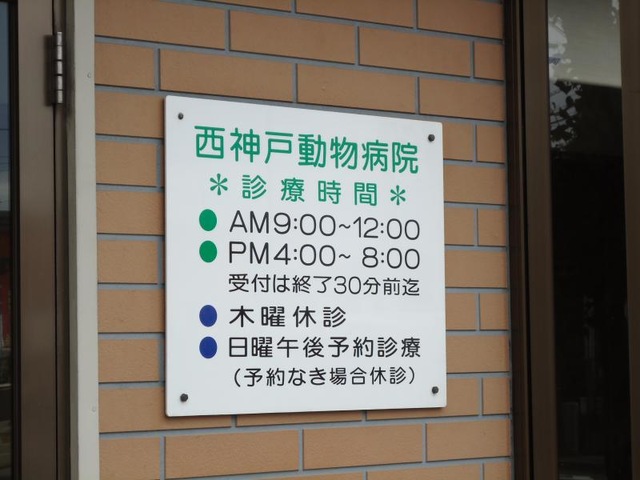 西神戸動物病院
＊診療時間＊
● AM9:00~12:00
● PM4:00~ 8:00
受付は終了30分前迄
● 木曜休診
● 日曜午後予約診療
(予約なき場合休診)